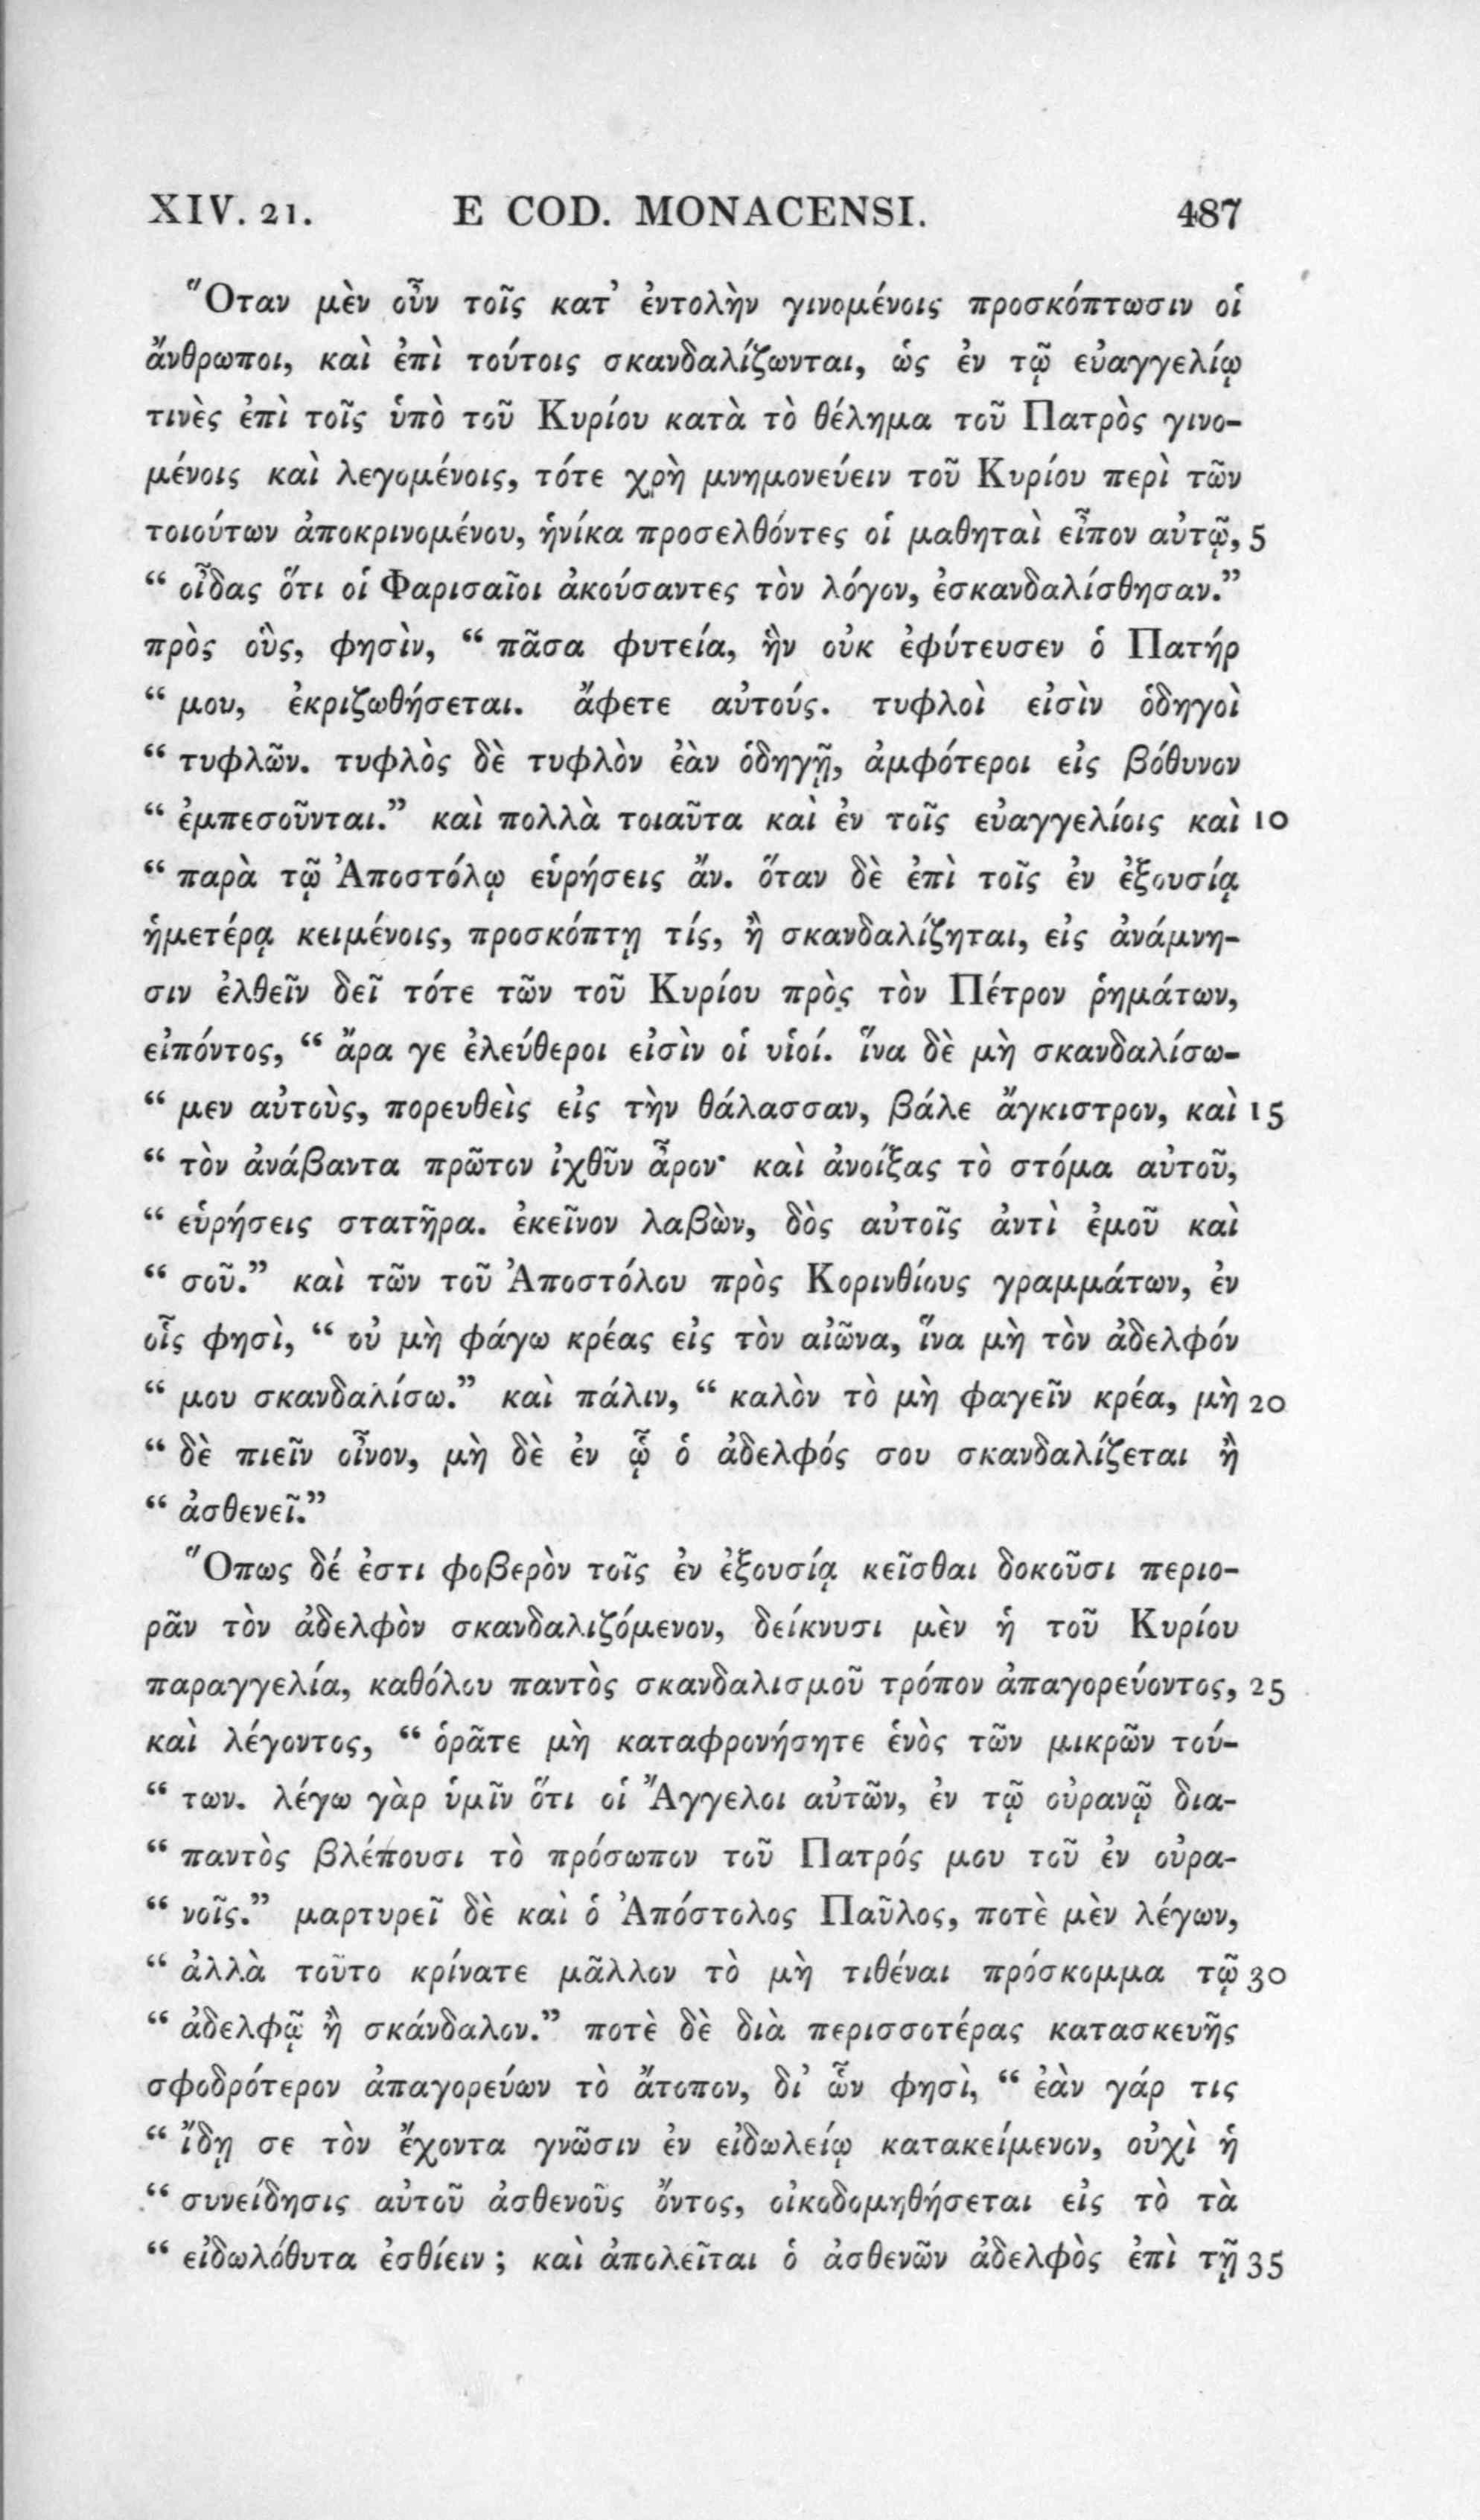 XIV. 21. E COD. MONACENSI. 487
Ὅταν μὲν οὖν τοῖς κατ’ ἐντολὴν γινομένοις προσκόπτωσιν οἱ
ἄνθρωποι, καὶ ἐπὶ τούτοις σκανδαλίζωνται, ὡς ἐν τῷ εὐαγγελίῳ
τινὲς ἐπὶ τοῖς ὑπὸ τοῦ Κυρίου κατὰ τὸ θέλημα τοῦ Πατρὸς γινο-
μένοις καὶ λεγομένοις, τότε χρὴ μνημονεύειν τοῦ Κυρίου περὶ τῶν
τοιούτων ἀποκρινομένου, ἡνίκα προσελθόντες οἱ μαθηταὶ εἶπον αὐτῷ, 5
“ οἶδας ὅτι οἱ Φαρισαῖοι ἀκούσαντες τὸν λόγον, ἐσκανδαλίσθησαν.”
πρὸς οὓς, φησὶν, “ πᾶσα φυτεία, ἣν οὐκ ἐφύτευσεν ὁ Πατήρ
“ μου, ἐκριζωθήσεται. ἄφετε αὐτούς. τυφλοὶ εἰσὶν ὁδηγοὶ
“ τυφλῶν. τυφλὸς δὲ τυφλὸν ἐὰν ὁδηγῇ, ἀμφότεροι εἰς βόθυνον
“ ἐμπεσοῦνται.” καὶ πολλὰ τοιαῦτα καὶ ἐν τοῖς εὐαγγελίοις καὶ 10
“ παρὰ τῷ Ἀποστόλῳ εὑρήσεις ἄν. ὅταν δὲ ἐπὶ τοῖς ἐν ἐξουσίᾳ
ἡμετέρᾳ κειμένοις, προσκόπτῃ τίς, ἢ σκανδαλίζηται, εἰς ἀνάμνη-
σιν ἐλθεῖν δεῖ τότε τῶν τοῦ Κυρίου πρὸς τὸν Πέτρον ῥημάτων,
εἰπόντος, “ ἄρα γε ἐλεύθεροι εἰσὶν οἱ υἱοί. ἵνα δὲ μὴ σκανδαλίσω-
“ μεν αὐτοὺς, πορευθεὶς εἰς τὴν θάλασσαν, βάλε ἄγκιστρον, καὶ 15
“ τὸν ἀνάβαντα πρῶτον ἰχθῦν ἆρον· καὶ ἀνοίξας τὸ στόμα αὐτοῦ,
“ εὑρήσεις στατῆρα. ἐκεῖνον λαβὼν, δὸς αὐτοῖς ἀντὶ ἐμοῦ καὶ
“ σοῦ.” καὶ τῶν τοῦ Ἀποστόλου πρὸς Κορινθίους γραμμάτων, ἐν
οἷς φησὶ, “ οὐ μὴ φάγω κρέας εἰς τὸν αἰῶνα, ἵνα μὴ τὸν ἀδελφόν
“ μου σκανδαλίσω.” καὶ πάλιν, “ καλὸν τὸ μὴ φαγεῖν κρέα, μὴ 20
“ δὲ πιεῖν οἶνον, μὴ δὲ ἐν ᾧ ὁ ἀδελφός σου σκανδαλίζεται ἢ
“ ἀσθενεῖ.”
Ὅπως δέ ἐστι φοβερὸν τοῖς ἐν ἐξουσίᾳ κεῖσθαι δοκοῦσι περιο-
ρᾶν τὸν ἀδελφὸν σκανδαλιζόμενον, δείκνυσι μὲν ἡ τοῦ Κυρίου
παραγγελία, καθόλου παντὸς σκανδαλισμοῦ τρόπον ἀπαγορεύοντος, 25
καὶ λέγοντος, “ ὁρᾶτε μὴ καταφρονήσητε ἑνὸς τῶν μικρῶν τού-
“ των. λέγω γὰρ ὑμῖν ὅτι οἱ Ἄγγελοι αὐτῶν, ἐν τῷ οὐρανῷ δια-
“ παντὸς βλέπουσι τὸ πρόσωπον τοῦ Πατρός μου τοῦ ἐν οὐρα-
“ νοῖς.” μαρτυρεῖ δὲ καὶ ὁ Ἀπόστολος Παῦλος, ποτὲ μὲν λέγων,
“ ἀλλὰ τοῦτο κρίνατε μᾶλλον τὸ μὴ τιθέναι πρόσκομμα τῷ 30
“ ἀδελφῷ ἢ σκάνδαλον.” ποτὲ δὲ διὰ περισσοτέρας κατασκευῆς
σφοδρότερον ἀπαγορεύων τὸ ἄτοπον, δι’ ὧν φησὶ, “ ἐὰν γάρ τις
“ ἴδῃ σε τὸν ἔχοντα γνῶσιν ἐν εἰδωλείῳ κατακείμενον, οὐχὶ ἡ
“ συνείδησις αὐτοῦ ἀσθενοῦς ὄντος, οἰκοδομηθήσεται εἰς τὸ τὰ
“ εἰδωλόθυτα ἐσθίειν ; καὶ ἀπολεῖται ὁ ἀσθενῶν ἀδελφὸς ἐπὶ τῇ 35